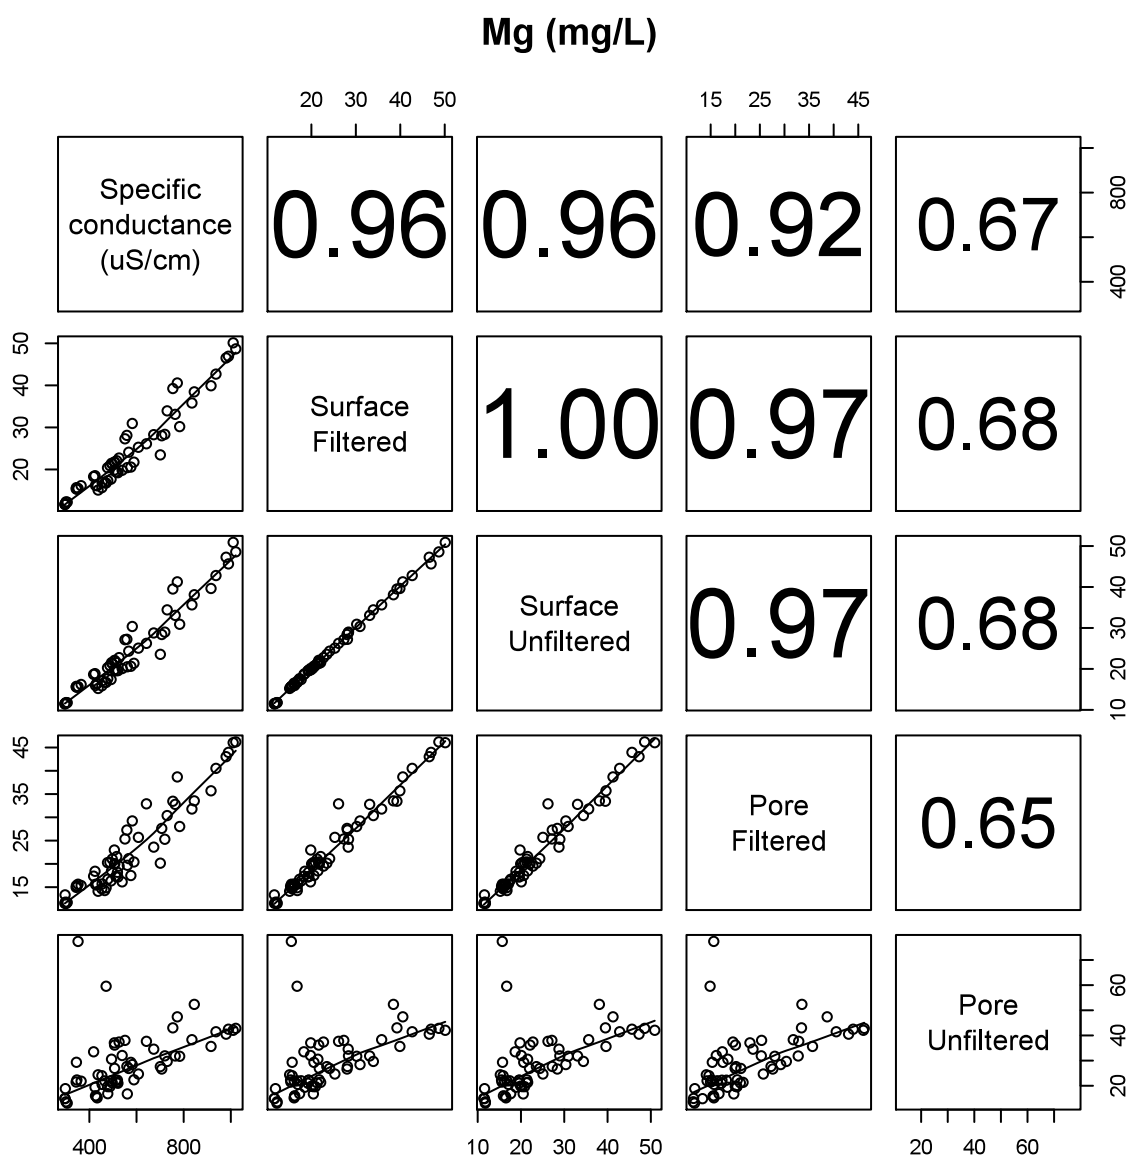 Mg (mg/L)
20 30 40 50 15 25 35 45
Specific
conductance
(uS/cm)
0.96 0.96 0.92 0.67
400 800
20 30 40 50
Surface
Filtered
1.00 0.97 0.68
Surface
Unfiltered
0.97 0.68
10 20 30 40 50
15 25 35 45
Pore
Filtered
0.65
Pore
Unfiltered
20 40 60
400 800 10 20 30 40 50 20 40 60